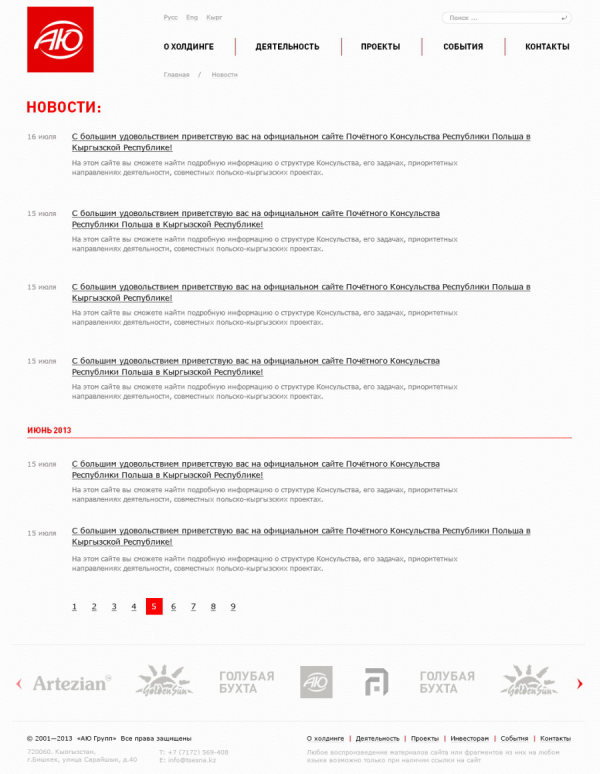 АЮ
Русс Eng Кырг
Поиск ...
О ХОЛДИНГЕ ДЕЯТЕЛЬНОСТЬ ПРОЕКТЫ СОБЫТИЯ КОНТАКТЫ
Главная / Новости
НОВОСТИ:
16 июля
С большим удовольствием приветствую вас на официальном сайте Почётного Консульства Республики Польша в
Кыргызской Республике!
На этом сайте вы сможете найти подробную информацию о структуре Консульства, его задачах, приоритетных
направлениях деятельности, совместных польско-кыргызских проектах.
15 июля
С большим удовольствием приветствую вас на официальном сайте Почётного Консульства
Республики Польша в Кыргызской Республике!
На этом сайте вы сможете найти подробную информацию о структуре Консульства, его задачах, приоритетных
направлениях деятельности, совместных польско-кыргызских проектах.
15 июля
С большим удовольствием приветствую вас на официальном сайте Почётного Консульства Республики Польша в
Кыргызской Республике!
На этом сайте вы сможете найти подробную информацию о структуре Консульства, его задачах, приоритетных
направлениях деятельности, совместных польско-кыргызских проектах.
15 июля
С большим удовольствием приветствую вас на официальном сайте Почётного Консульства
Республики Польша в Кыргызской Республике!
На этом сайте вы сможете найти подробную информацию о структуре Консульства, его задачах, приоритетных
направлениях деятельности, совместных польско-кыргызских проектах.
ИЮНЬ 2013
15 июля
С большим удовольствием приветствую вас на официальном сайте Почётного Консульства
Республики Польша в Кыргызской Республике!
На этом сайте вы сможете найти подробную информацию о структуре Консульства, его задачах, приоритетных
направлениях деятельности, совместных польско-кыргызских проектах.
15 июля
С большим удовольствием приветствую вас на официальном сайте Почётного Консульства Республики Польша в
Кыргызской Республике!
На этом сайте вы сможете найти подробную информацию о структуре Консульства, его задачах, приоритетных
направлениях деятельности, совместных польско-кыргызских проектах.
1 2 3 4 5 6 7 8 9
Artezian
Golden Sun
ГОЛУБАЯ
БУХТА
АЮ
ГОЛУБАЯ
БУХТА
Golden Sun
© 2001—2013 «АЮ Групп» Все права защищены
О холдинге | Деятельность | Проекты | Инвесторам | События | Контакты
720060, Кыргызстан,
г.Бишкек, улица Сарайшык, д.40
T: +7 (7172) 569-408
E: info@tsesna.kz
Любое воспроизведение материалов сайта или фрагментов из них на любом
языке возможно только при наличии ссылки на сайт